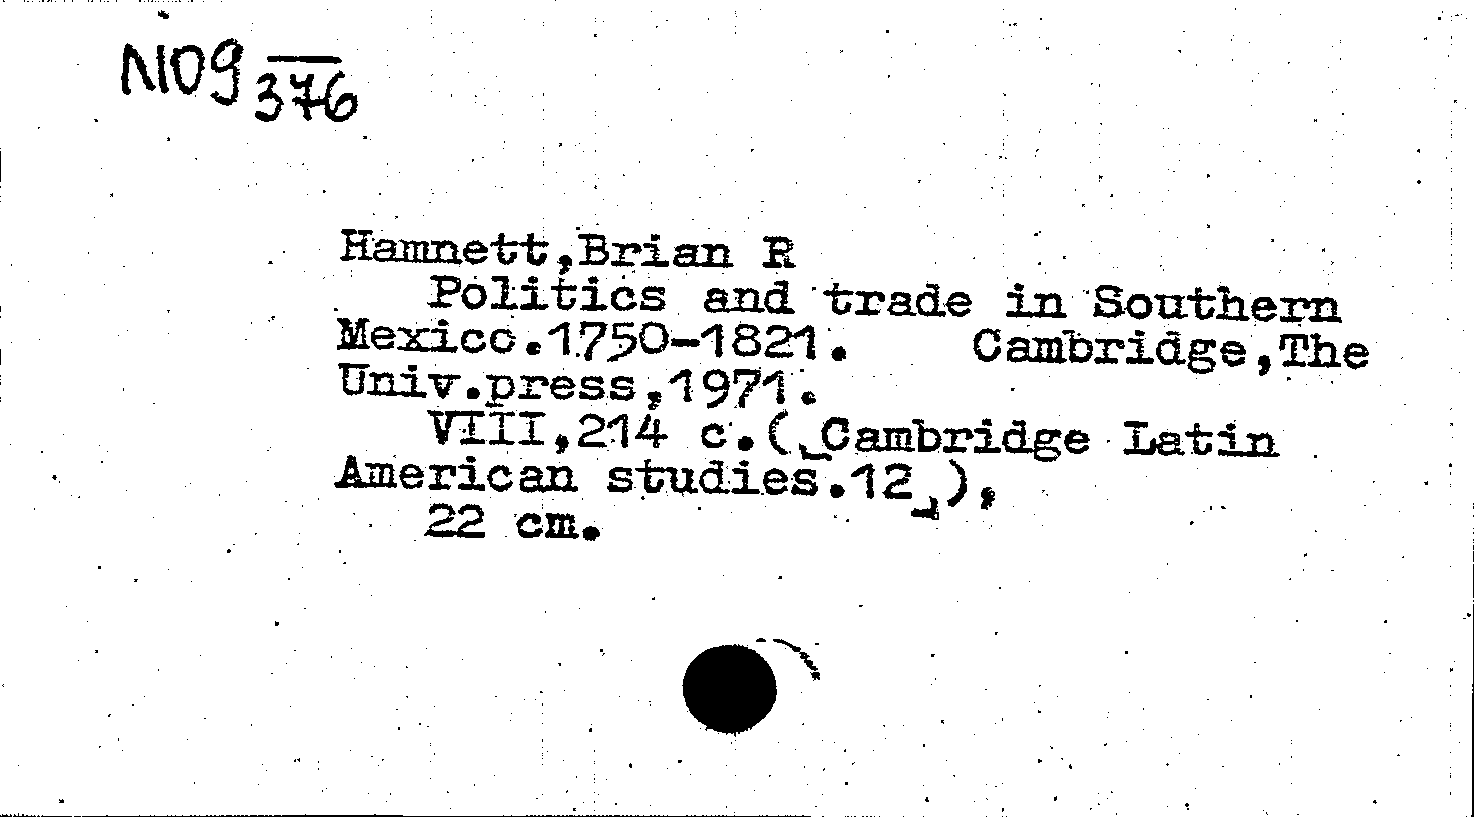 N109 376
Hamnett,Brian R
Politics and trade in Southern
Mexico.1750-1821. Cambridge,The
Univ.press,1971.
VIII,214 c.(Cambridge Latin
American studies.12),
22 cm.